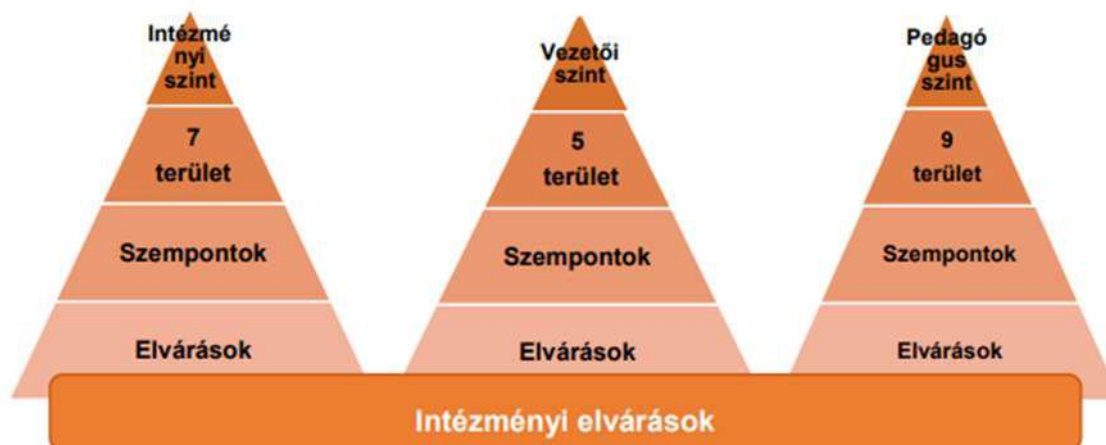 Intézmé
nyi
szint
7
terület
Szempontok
Elvárások
Vezetői
szint
5
terület
Szempontok
Elvárások
Pedagó
gus
szint
9
terület
Szempontok
Elvárások
Intézményi elvárások